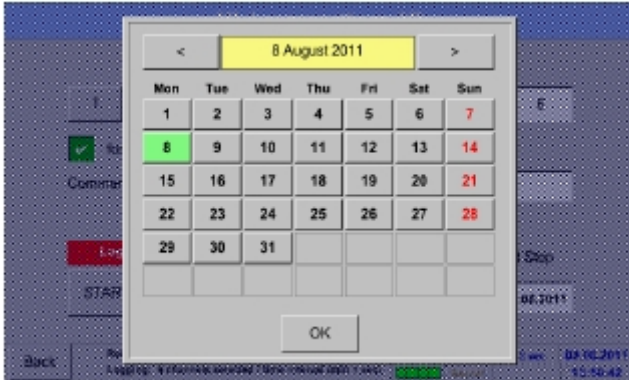 < 8 August 2011 >
Mon Tue Wed Thu Fri Sat Sun
1 2 3 4 5 6 7
8 9 10 11 12 13 14
15 16 17 18 19 20 21
22 23 24 25 26 27 28
29 30 31
OK
Back